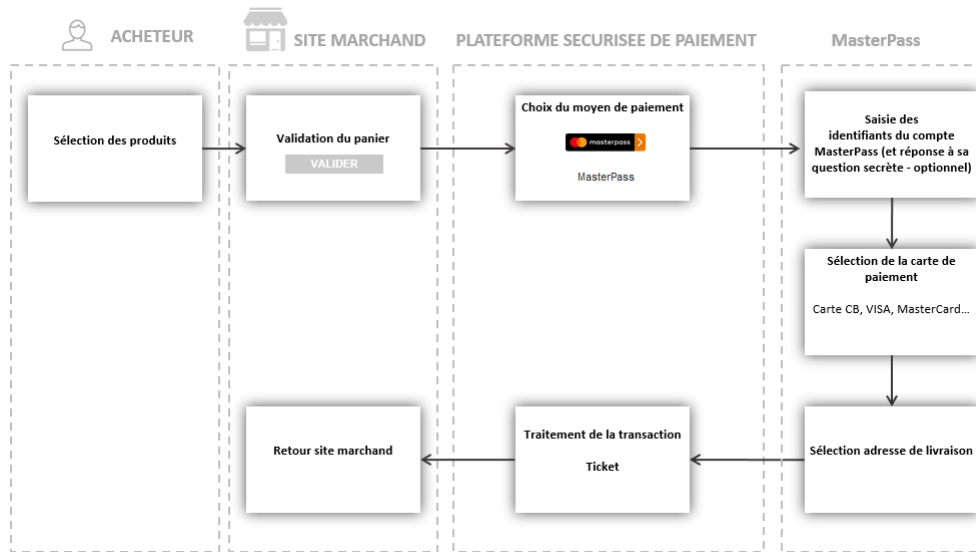 ACHETEUR
SITE MARCHAND
PLATEFORME SECURISEE DE PAIEMENT
MasterPass
Sélection des produits
Validation du panier
VALIDER
Choix du moyen de paiement
masterpass
MasterPass
Saisie des
identifiants du compte
MasterPass (et réponse à sa
question secrète - optionnel)
Sélection de la carte de
paiement
Carte CB, VISA, MasterCard...
Retour site marchand
Traitement de la transaction
Ticket
Sélection adresse de livraison